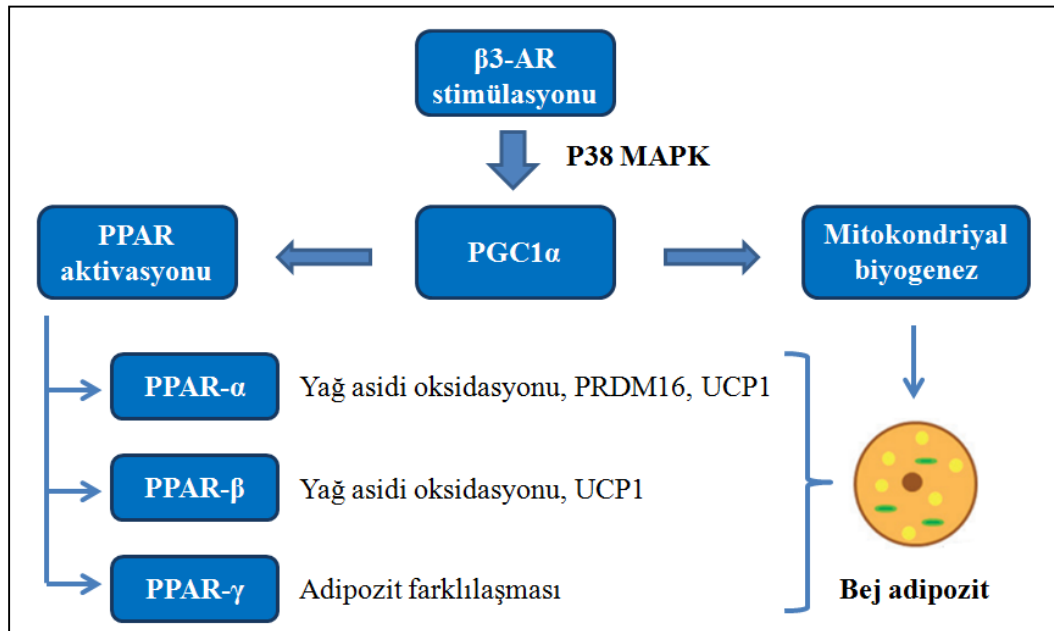 β3-AR
stimülasyonu
P38 MAPK
PPAR
aktivasyonu
PGC1α
Mitokondriyal
biyogenez
PPAR-α
Yağ asidi oksidasyonu, PRDM16, UCP1
PPAR-β
Yağ asidi oksidasyonu, UCP1
PPAR-γ
Adipozit farklılaşması
Bej adipozit